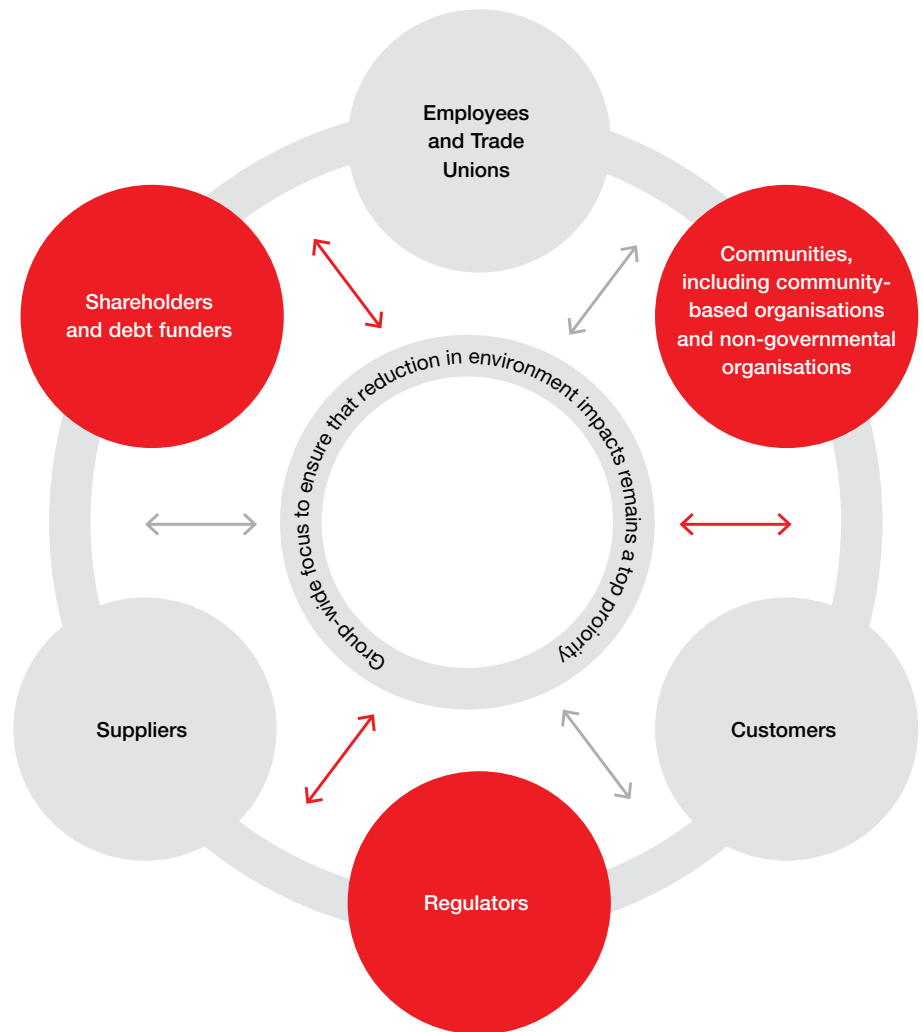 Employees
and Trade
Unions
Shareholders
and debt funders
Communities,
including community-
based organisations
and non-governmental
organisations
Group-wide focus to ensure that reduction in environment impacts remains a top proiority
Suppliers
Customers
Regulators